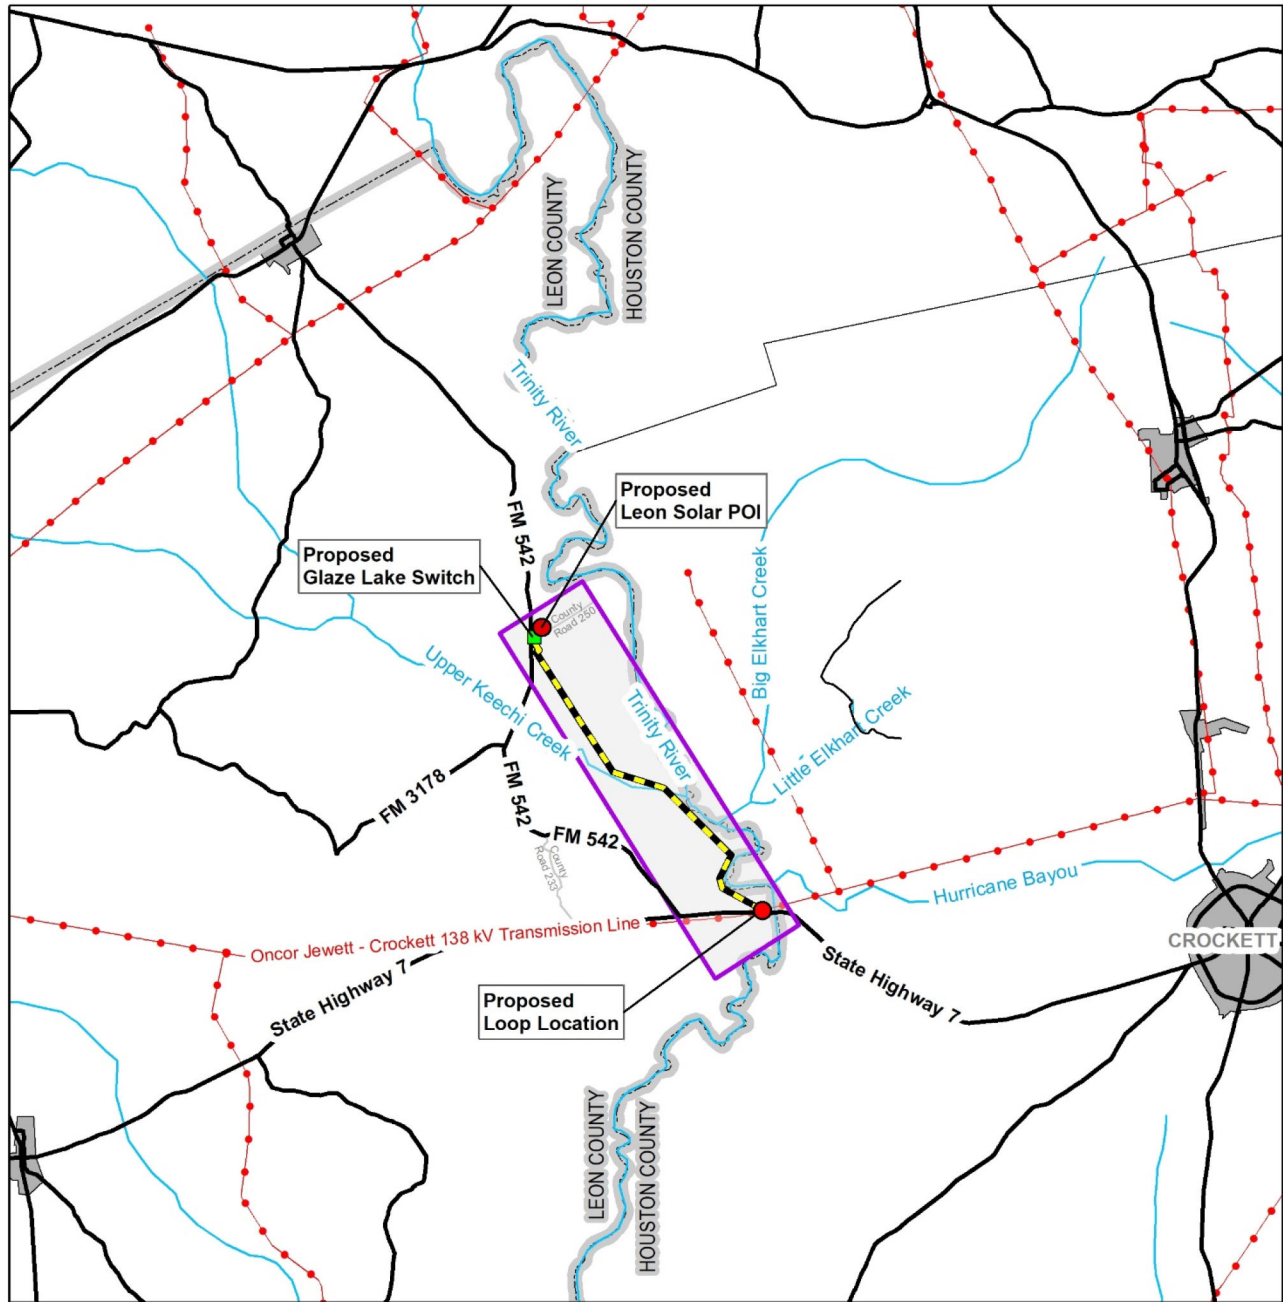 LEON COUNTY
HOUSTON COUNTY
Trinity River
Proposed
Leon Solar POI
FM 542
Proposed
Glaze Lake Switch
County
Road 250
Big Elkhart Creek
Upper Keechi Creek
Trinity River
Little Elkhart Creek
FM 3178
FM 542
FM 542
County
Road 233
Hurricane Bayou
Oncor Jewett - Crockett 138 kV Transmission Line
CROCKETT
State Highway 7
State Highway 7
Proposed
Loop Location
LEON COUNTY
HOUSTON COUNTY